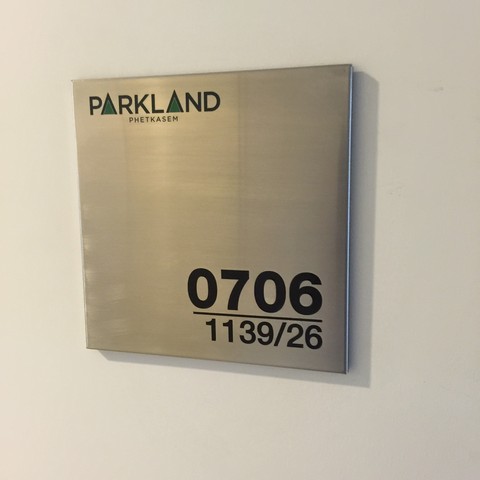 PARKLAND
PHETKASEM
0706
1139/26